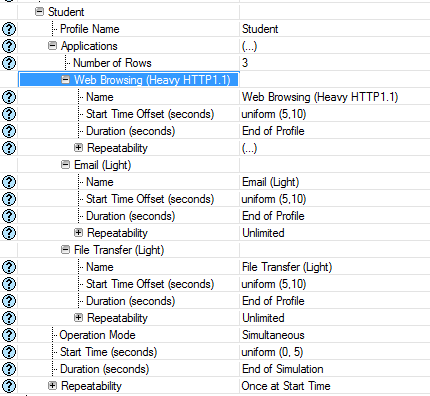 Student
Profile Name Student
Applications (...)
Number of Rows 3
Web Browsing (Heavy HTTP1.1)
Name Web Browsing (Heavy HTTP1.1)
Start Time Offset (seconds) uniform (5,10)
Duration (seconds) End of Profile
Repeatability (...)
Email (Light)
Name Email (Light)
Start Time Offset (seconds) uniform (5,10)
Duration (seconds) End of Profile
Repeatability Unlimited
File Transfer (Light)
Name File Transfer (Light)
Start Time Offset (seconds) uniform (5,10)
Duration (seconds) End of Profile
Repeatability Unlimited
Operation Mode Simultaneous
Start Time (seconds) uniform (0, 5)
Duration (seconds) End of Simulation
Repeatability Once at Start Time